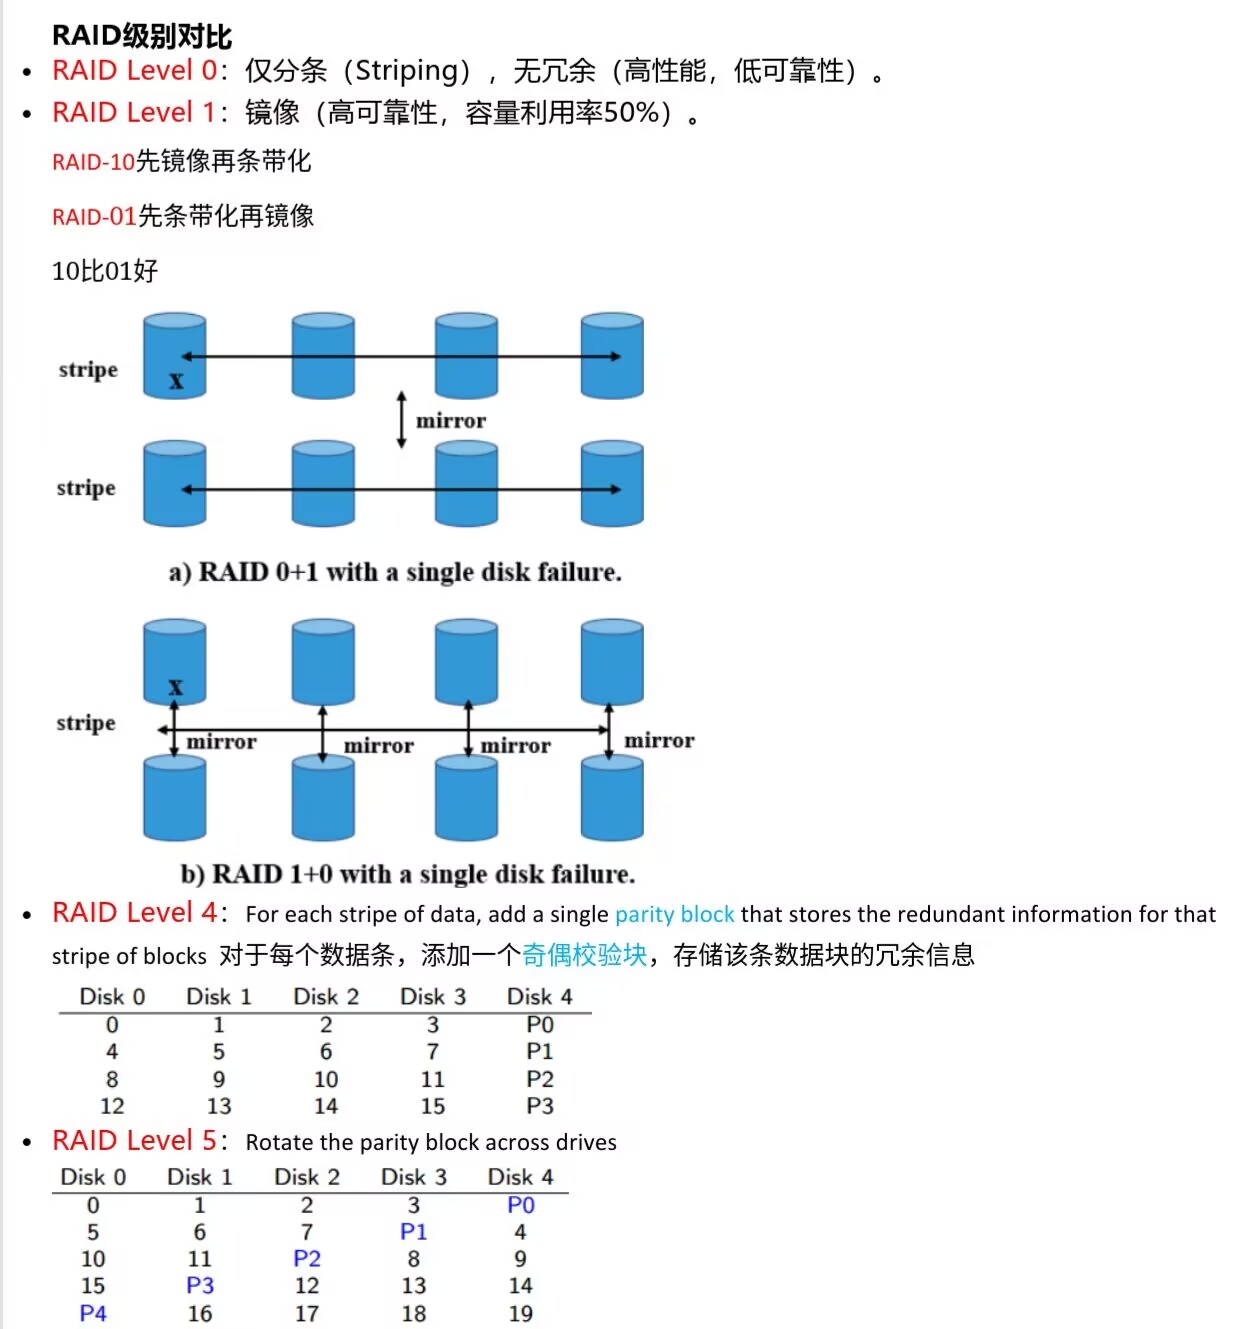 RAID级别对比
• RAID Level 0：仅分条（Striping），无冗余（高性能，低可靠性）。
• RAID Level 1：镜像（高可靠性，容量利用率50%）。
RAID-10先镜像再条带化
RAID-01先条带化再镜像
10比01好
stripe X
mirror
stripe
a) RAID 0+1 with a single disk failure.
X
stripe
mirror mirror mirror mirror
b) RAID 1+0 with a single disk failure.
• RAID Level 4：For each stripe of data, add a single parity block that stores the redundant information for that
stripe of blocks 对于每个数据条，添加一个奇偶校验块，存储该条数据块的冗余信息
Disk 0 Disk 1 Disk 2 Disk 3 Disk 4
0 1 2 3 P0
4 5 6 7 P1
8 9 10 11 P2
12 13 14 15 P3
• RAID Level 5：Rotate the parity block across drives
Disk 0 Disk 1 Disk 2 Disk 3 Disk 4
0 1 2 3 P0
5 6 7 P1 4
10 11 P2 8 9
15 P3 12 13 14
P4 16 17 18 19